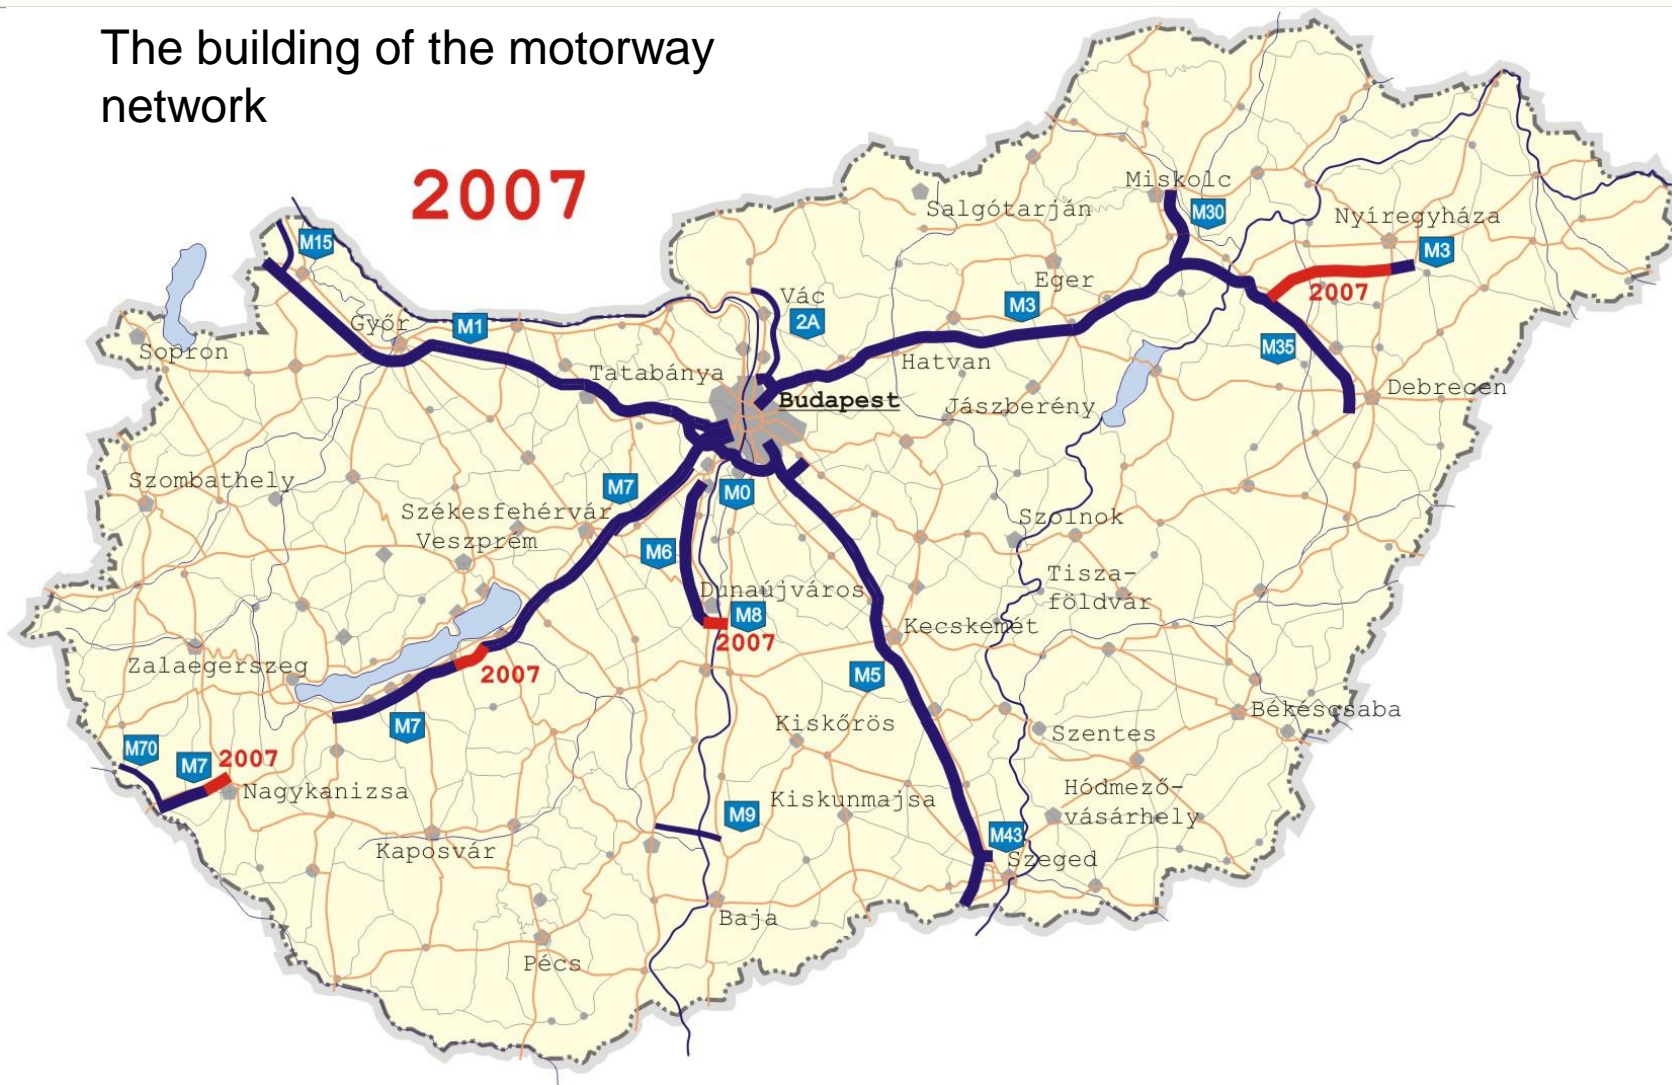 The building of the motorway
network
2007
Miskolc
M30
Salgótarján
Nyíregyháza
M15
M3
Eger
2007
Vác
M3
Győr
M1
2A
Sopron
M35
Hatvan
Tatabánya
Debrecen
Budapest
Jászberény
Szombathely
M7
M0
Székesfehérvár
Szolnok
Veszprém
M6
Tisza-
földvár
Dunaújváros
M8
Kecskemét
2007
Zalaegerszeg
2007
M5
Békéscsaba
M7
Kiskőrös
Szentes
M70
M7
2007
Nagykanizsa
Hódmező-
vásárhely
Kiskunmajsa
M9
M43
Kaposvár
Szeged
Baja
Pécs